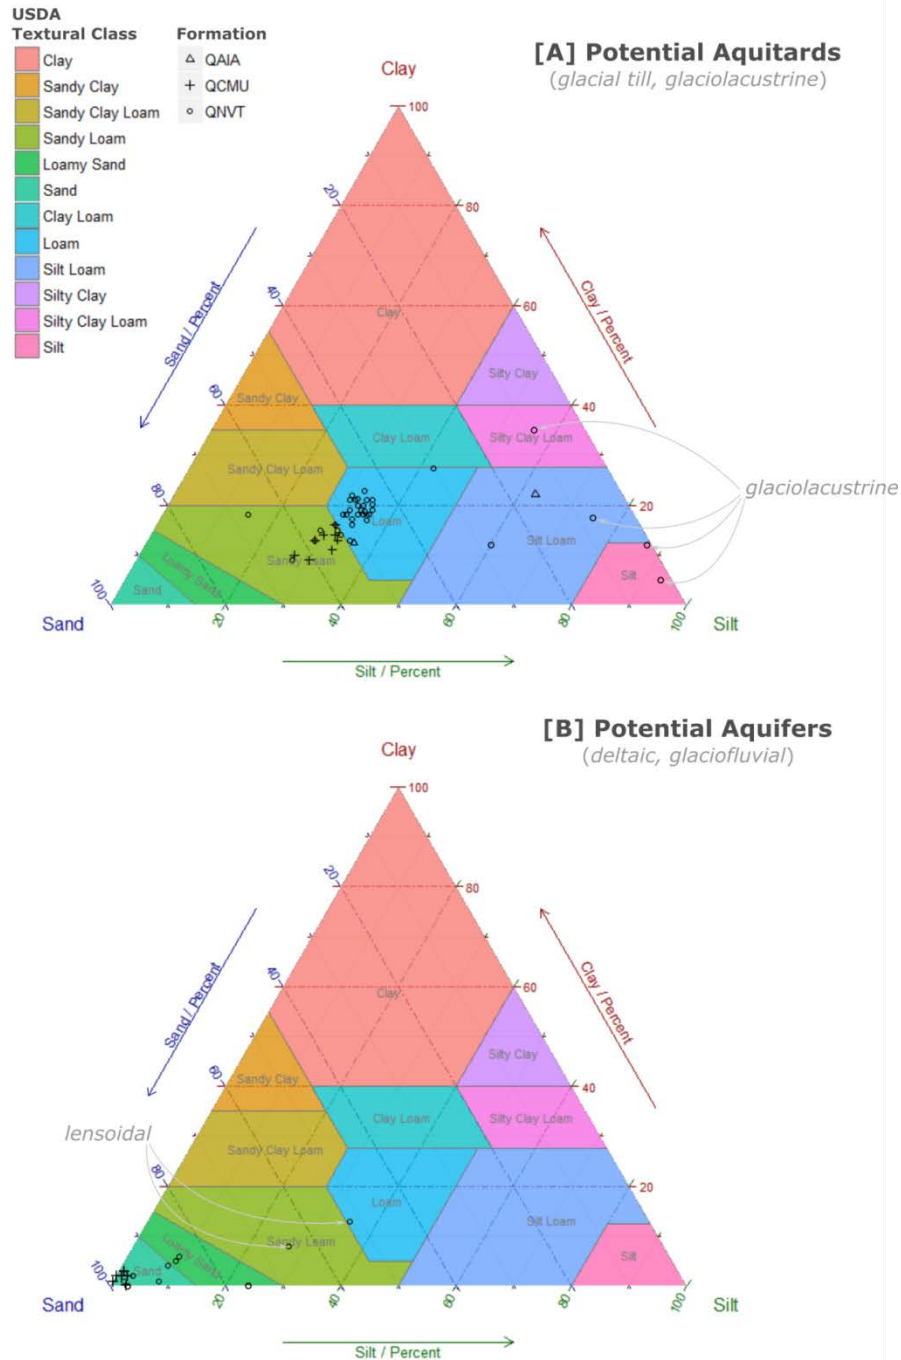 USDA
Textural Class
Clay
Sandy Clay
Sandy Clay Loam
Sandy Loam
Loamy Sand
Sand
Clay Loam
Loam
Silt Loam
Silty Clay
Silty Clay Loam
Silt
Formation
QAIA
QCMU
QNVT
[A] Potential Aquitards
(glacial till, glaciolacustrine)
Clay
100
20
80
Sand / Percent
Clay / Percent
40
60
Clay
Silty Clay
60
40
Sandy Clay
Clay Loam
Silty Clay Loam
Sandy Clay Loam
glaciolacustrine
80
20
Loam
Sandy Loam
Silt Loam
Loamy Sand
Silt
Sand
100
Sand
20
40
60
80
100
Silt
Silt / Percent
[B] Potential Aquifers
(deltaic, glaciofluvial)
Clay
100
20
80
Sand / Percent
Clay / Percent
40
60
Clay
Silty Clay
60
40
Sandy Clay
lensoidal
Clay Loam
Silty Clay Loam
Sandy Clay Loam
80
20
Loam
Silt Loam
Sandy Loam
Loamy Sand
Silt
Sand
100
Sand
20
40
60
80
100
Silt
Silt / Percent